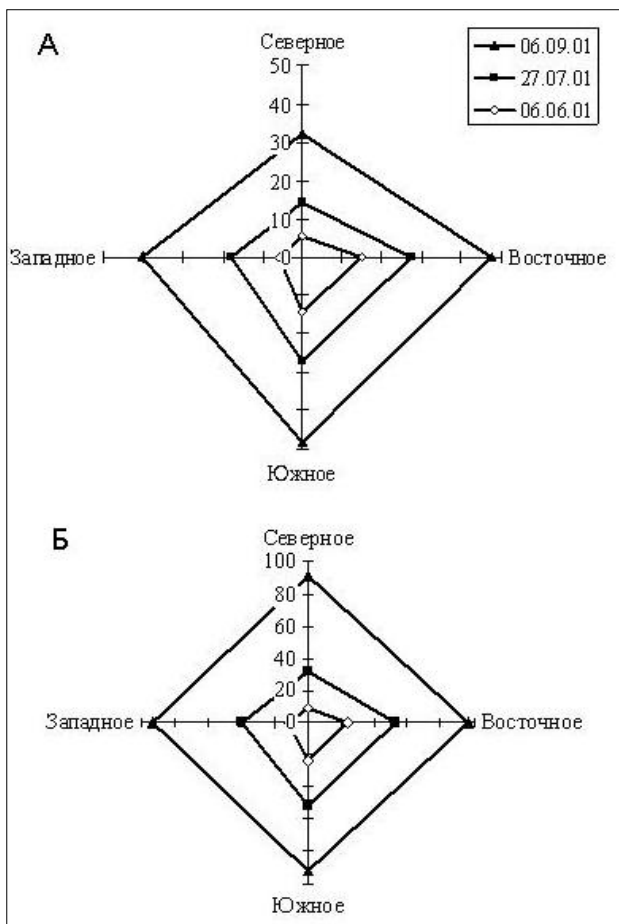 А
Северное
06.09.01
27.07.01
06.06.01
50
40
30
20
10
0
Западное
Восточное
Южное
Б
Северное
100
80
60
40
20
0
Западное
Восточное
Южное